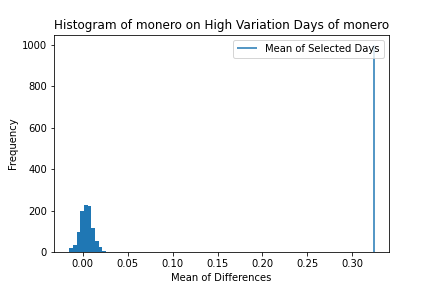 Histogram of monero on High Variation Days of monero
Mean of Selected Days
Frequency
1000
800
600
400
200
0
0.00 0.05 0.10 0.15 0.20 0.25 0.30
Mean of Differences